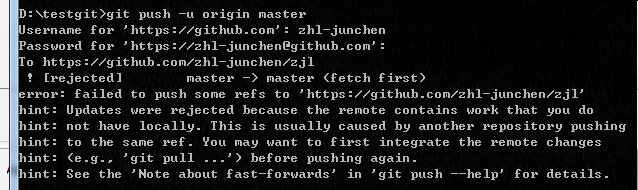 D:\testgit>git push -u origin master
Username for 'https://github.com': zhl-junchen
Password for 'https://zhl-junchen@github.com':
To https://github.com/zhl-junchen/zjl
 ! [rejected]        master -> master (fetch first)
error: failed to push some refs to 'https://github.com/zhl-junchen/zjl'
hint: Updates were rejected because the remote contains work that you do
hint: not have locally. This is usually caused by another repository pushing
hint: to the same ref. You may want to first integrate the remote changes
hint: (e.g., 'git pull ...') before pushing again.
hint: See the 'Note about fast-forwards' in 'git push --help' for details.